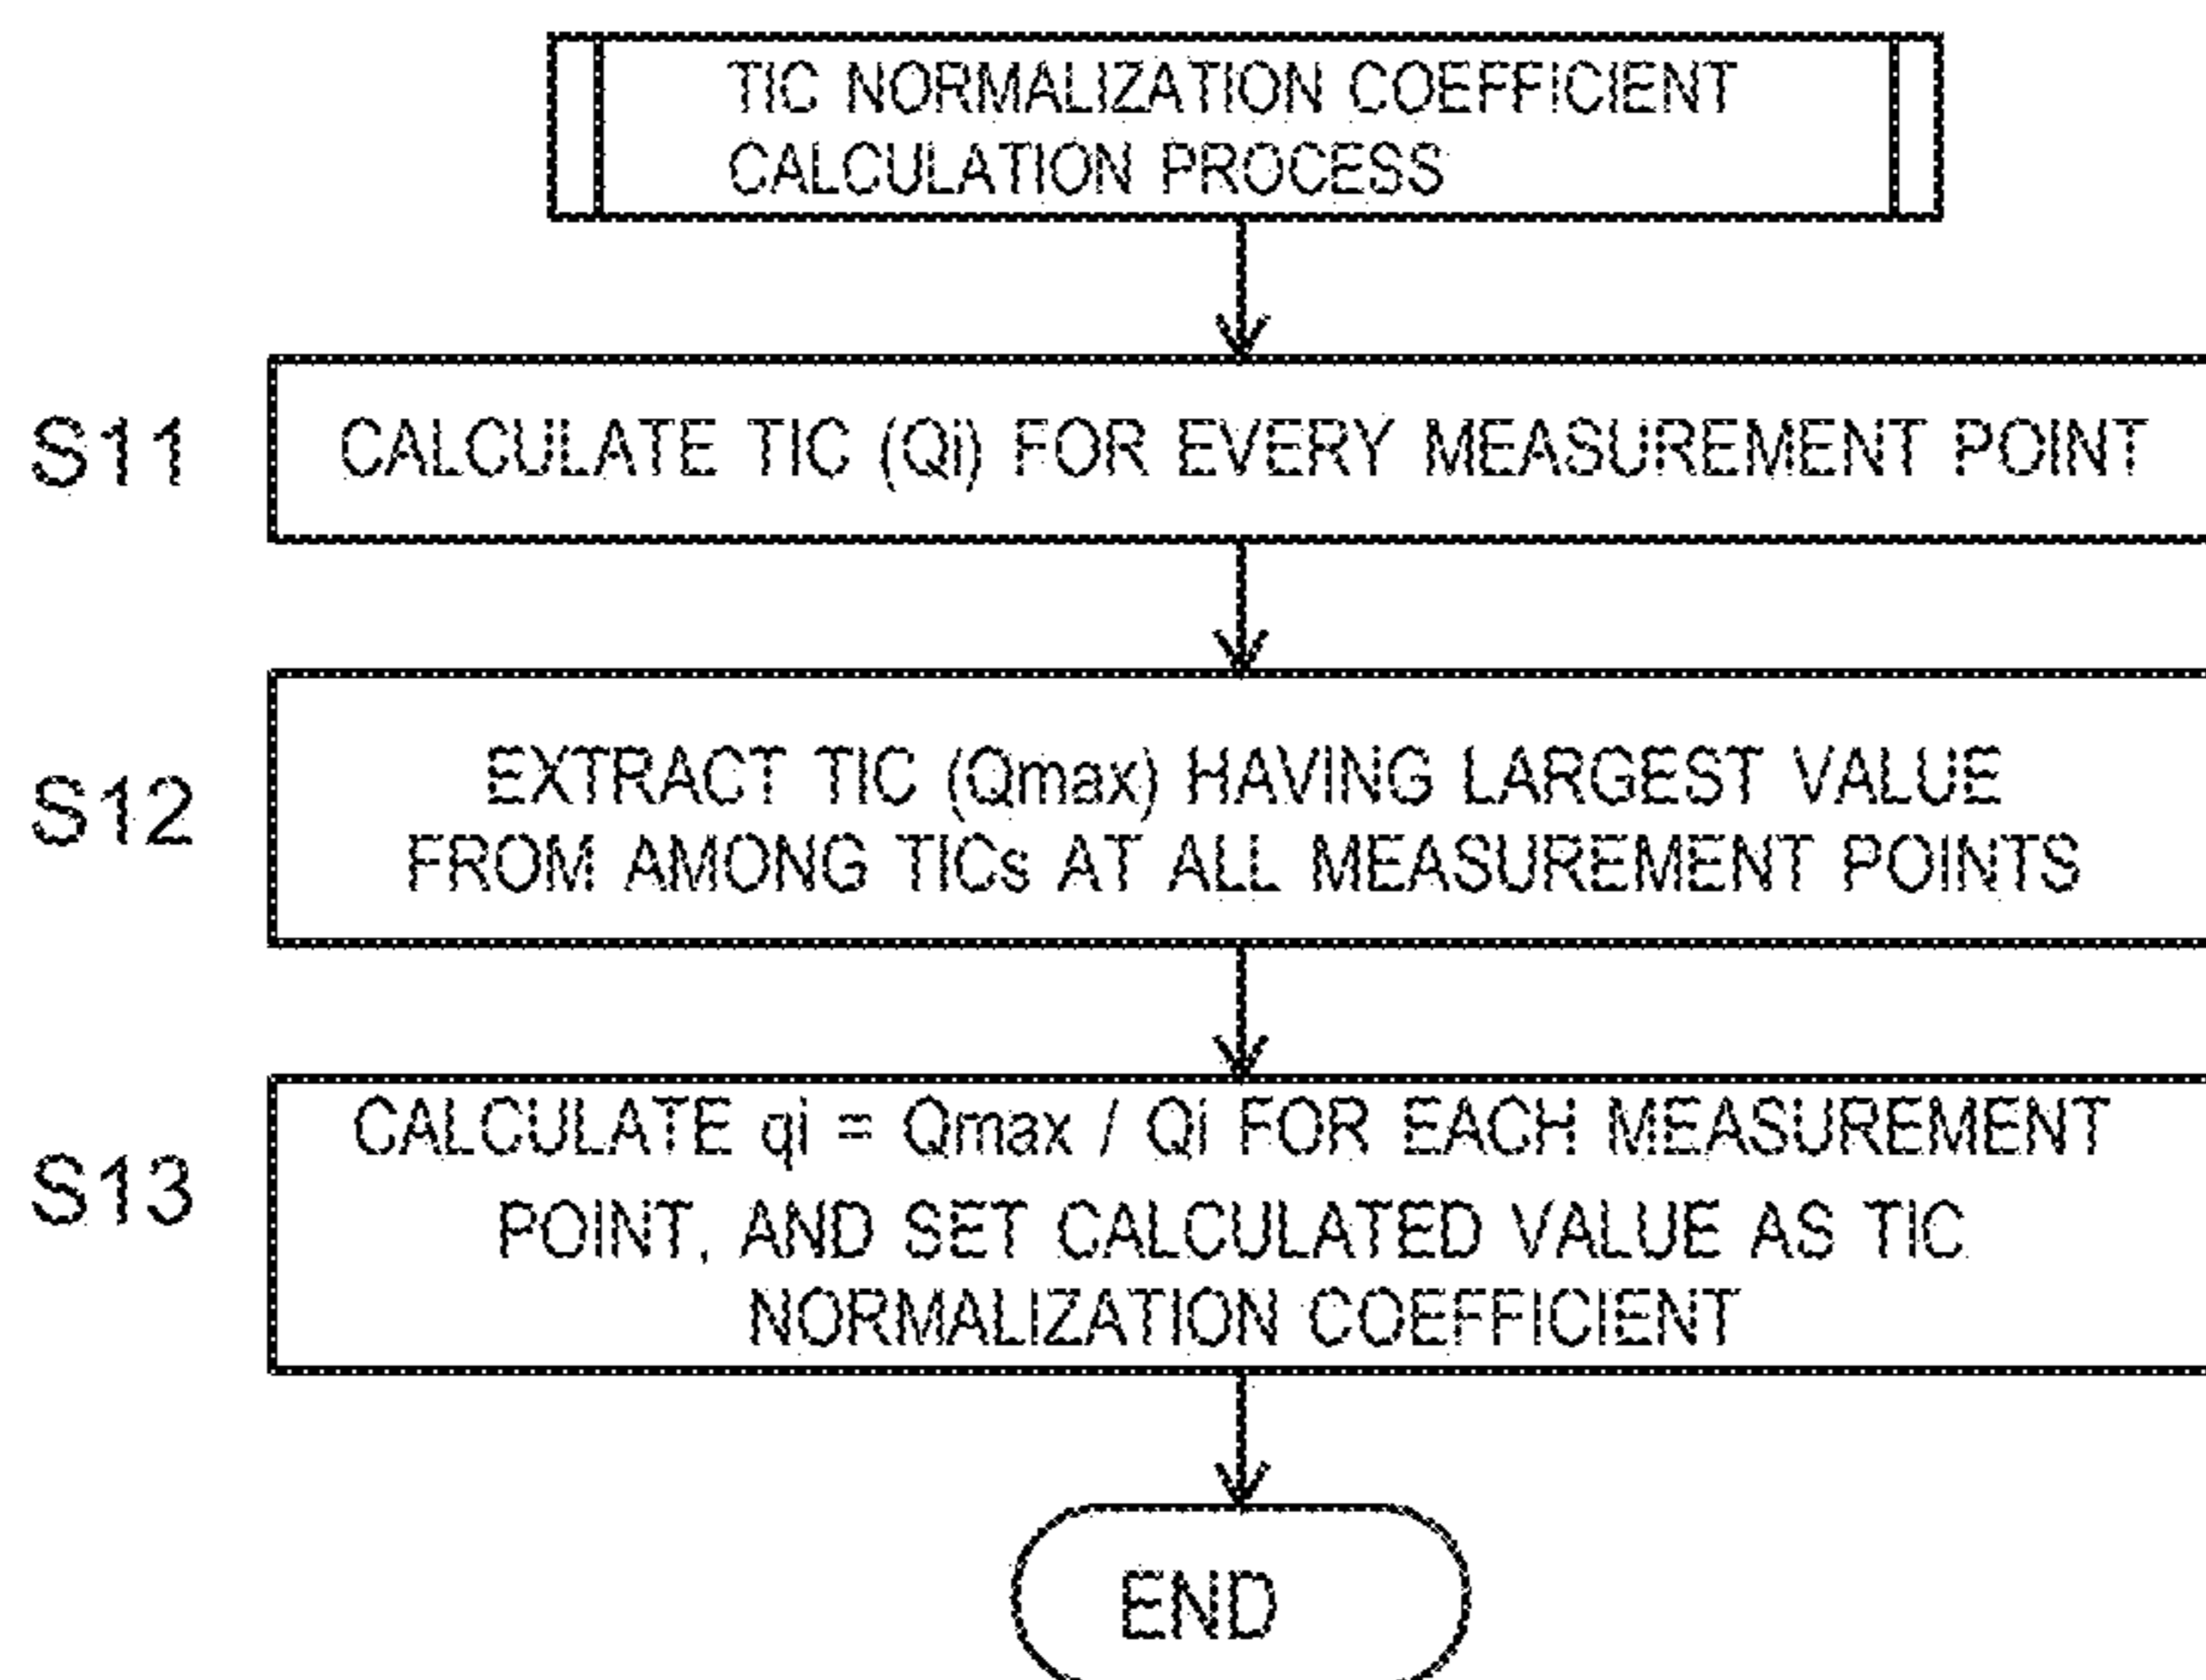 TIC NORMALIZATION COEFFICIENT
CALCULATION PROCESS
S11
CALCULATE TIC (Qi) FOR EVERY MEASUREMENT POINT
S12
EXTRACT TIC (Qmax) HAVING LARGEST VALUE
FROM AMONG TICs AT ALL MEASUREMENT POINTS
S13
CALCULATE qi = Qmax / Qi FOR EACH MEASUREMENT
POINT, AND SET CALCULATED VALUE AS TIC
NORMALIZATION COEFFICIENT
END